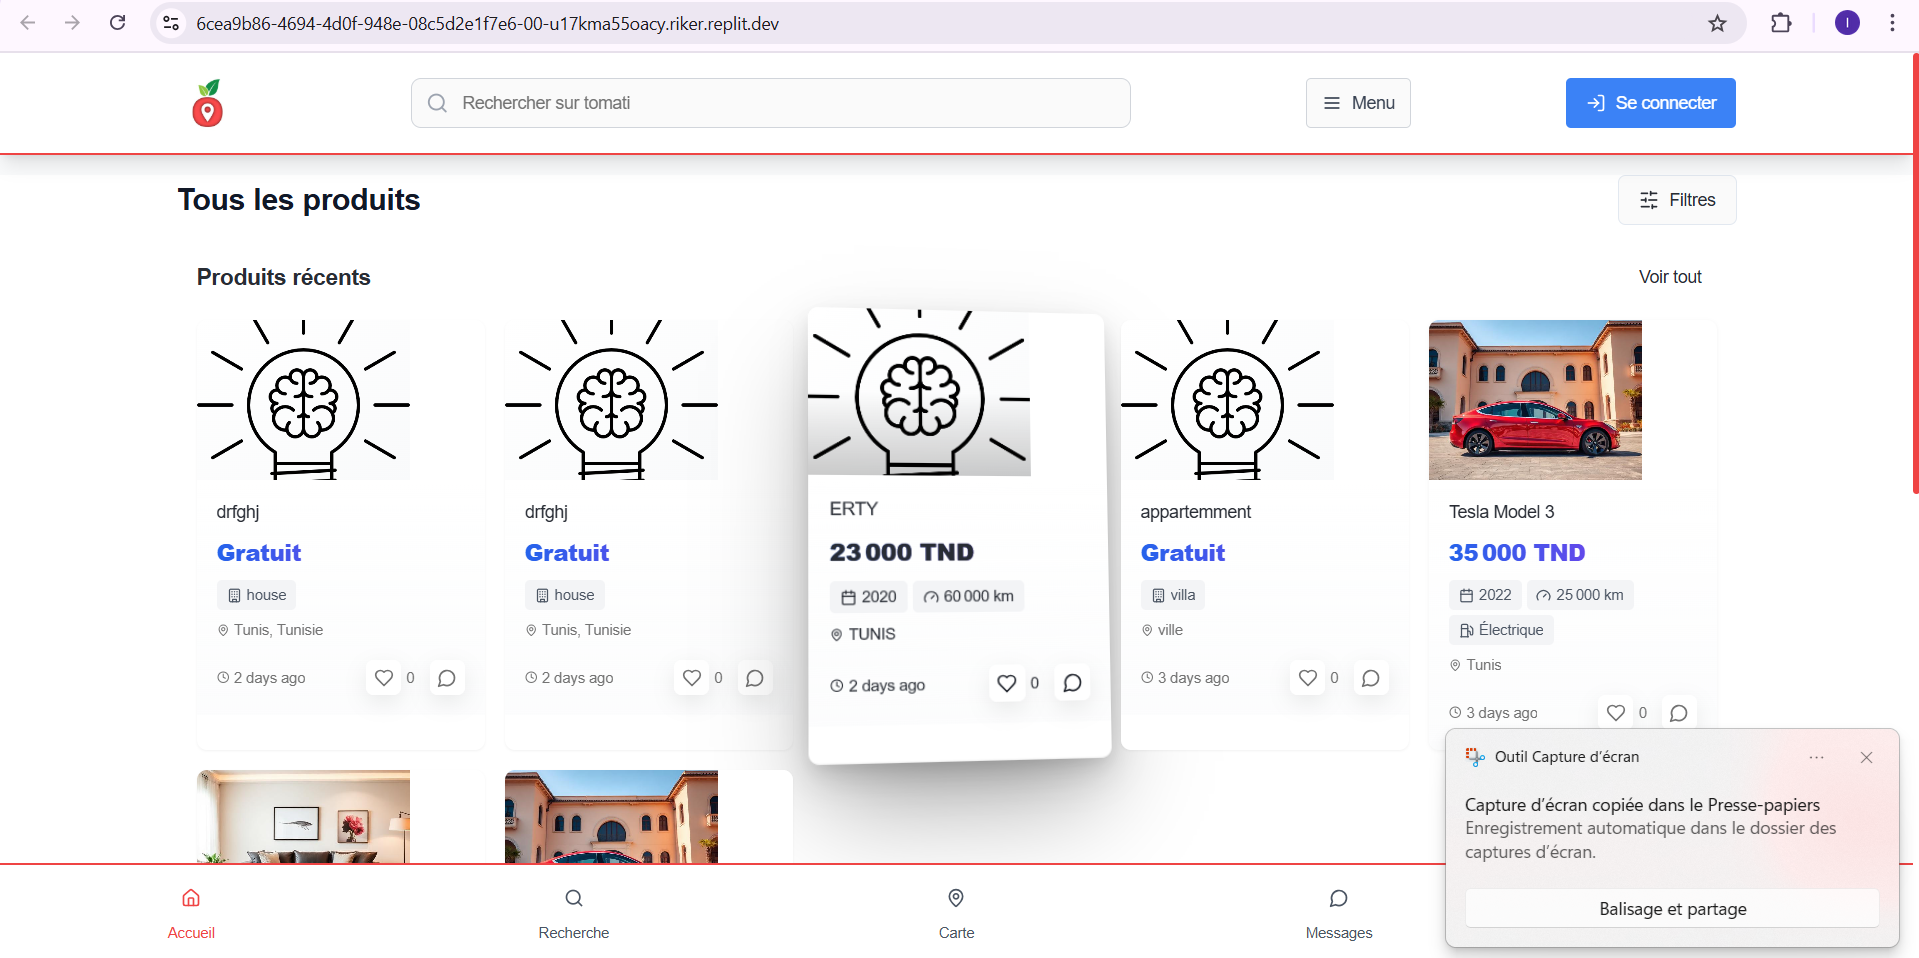 6cea9b86-4694-4d0f-948e-08c5d2e1f7e6-00-u17kma55oacy.riker.replit.dev
I
Rechercher sur tomati
Menu
Se connecter
Tous les produits
Filtres
Produits récents
Voir tout
drfghj
Gratuit
house
Tunis, Tunisie
2 days ago
0
drfghj
Gratuit
house
Tunis, Tunisie
2 days ago
0
ERTY
23 000 TND
2020
60 000 km
TUNIS
2 days ago
0
appartemment
Gratuit
villa
ville
3 days ago
0
Tesla Model 3
35 000 TND
2022
25 000 km
Électrique
Tunis
3 days ago
0
Outil Capture d’écran
Capture d’écran copiée dans le Presse-papiers
Enregistrement automatique dans le dossier des
captures d’écran.
Balisage et partage
Accueil
Recherche
Carte
Messages